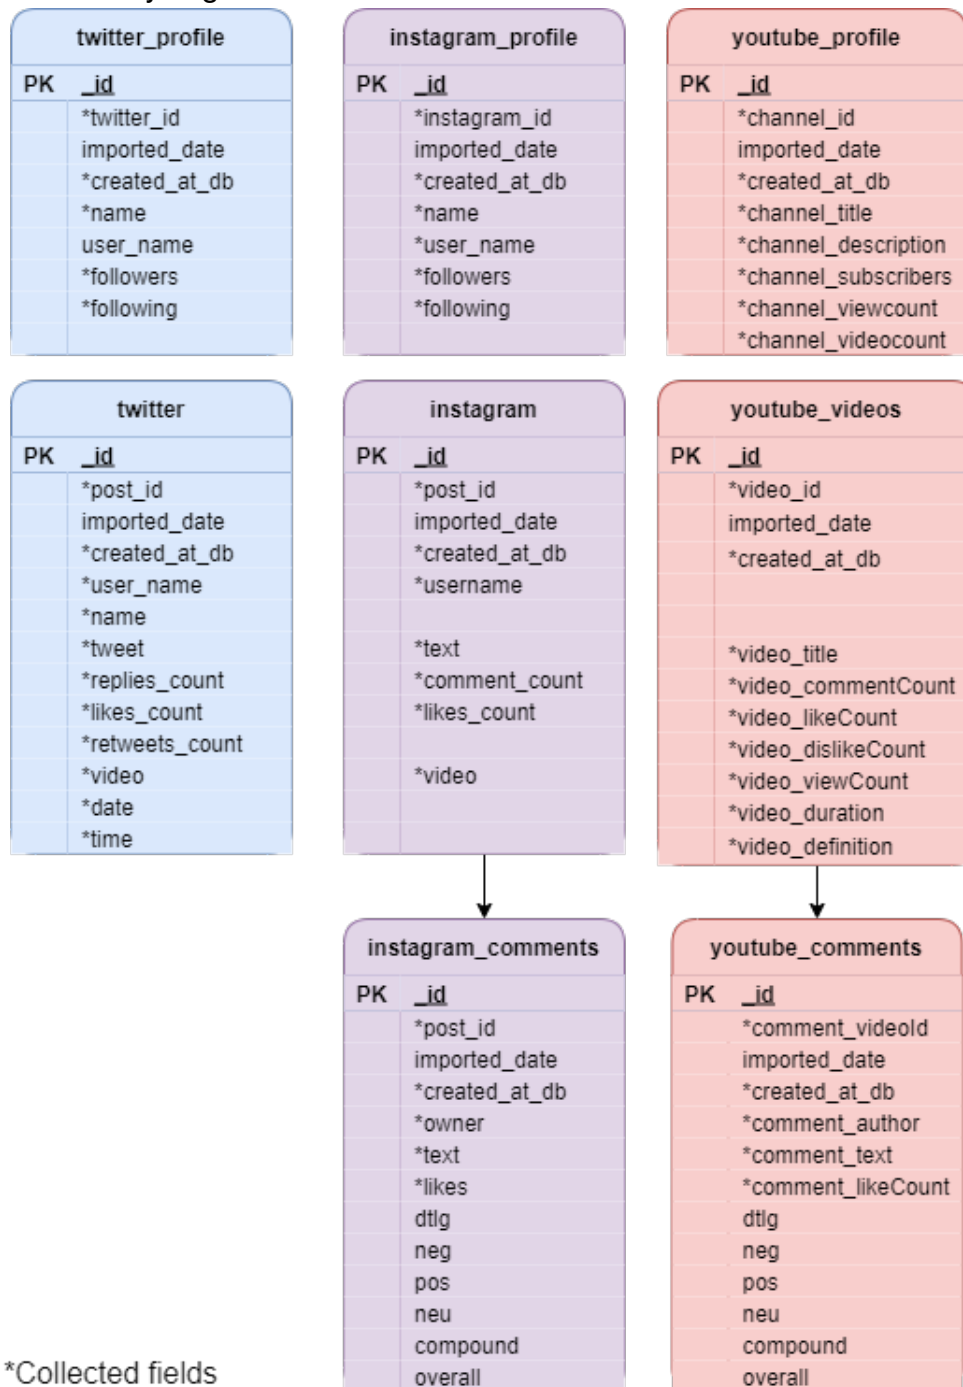 twitter_profile
PK _id
*twitter_id
imported_date
*created_at_db
*name
user_name
*followers
*following
instagram_profile
PK _id
*instagram_id
imported_date
*created_at_db
*name
*user_name
*followers
*following
youtube_profile
PK _id
*channel_id
imported_date
*created_at_db
*channel_title
*channel_description
*channel_subscribers
*channel_viewcount
*channel_videocount
twitter
PK _id
*post_id
imported_date
*created_at_db
*user_name
*name
*tweet
*replies_count
*likes_count
*retweets_count
*video
*date
*time
instagram
PK _id
*post_id
imported_date
*created_at_db
*username
*text
*comment_count
*likes_count
*video
youtube_videos
PK _id
*video_id
imported_date
*created_at_db
*video_title
*video_commentCount
*video_likeCount
*video_dislikeCount
*video_viewCount
*video_duration
*video_definition
instagram_comments
PK _id
*post_id
imported_date
*created_at_db
*owner
*text
*likes
dtlg
neg
pos
neu
compound
overall
youtube_comments
PK _id
*comment_videoId
imported_date
*created_at_db
*comment_author
*comment_text
*comment_likeCount
dtlg
neg
pos
neu
compound
overall
*Collected fields